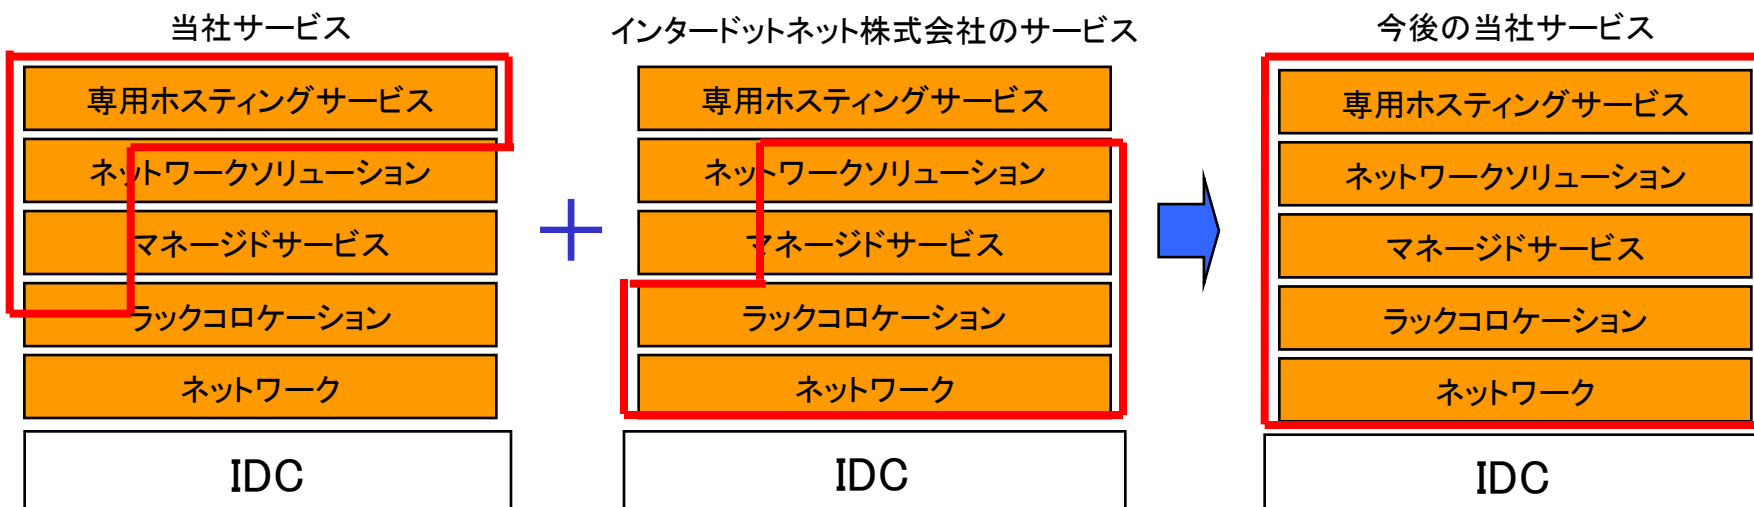 当社サービス
専用ホスティングサービス
ネットワークソリューション
マネージドサービス
ラックコロケーション
ネットワーク
IDC
＋
インタードットネット株式会社のサービス
専用ホスティングサービス
ネットワークソリューション
マネージドサービス
ラックコロケーション
ネットワーク
IDC
今後の当社サービス
専用ホスティングサービス
ネットワークソリューション
マネージドサービス
ラックコロケーション
ネットワーク
IDC